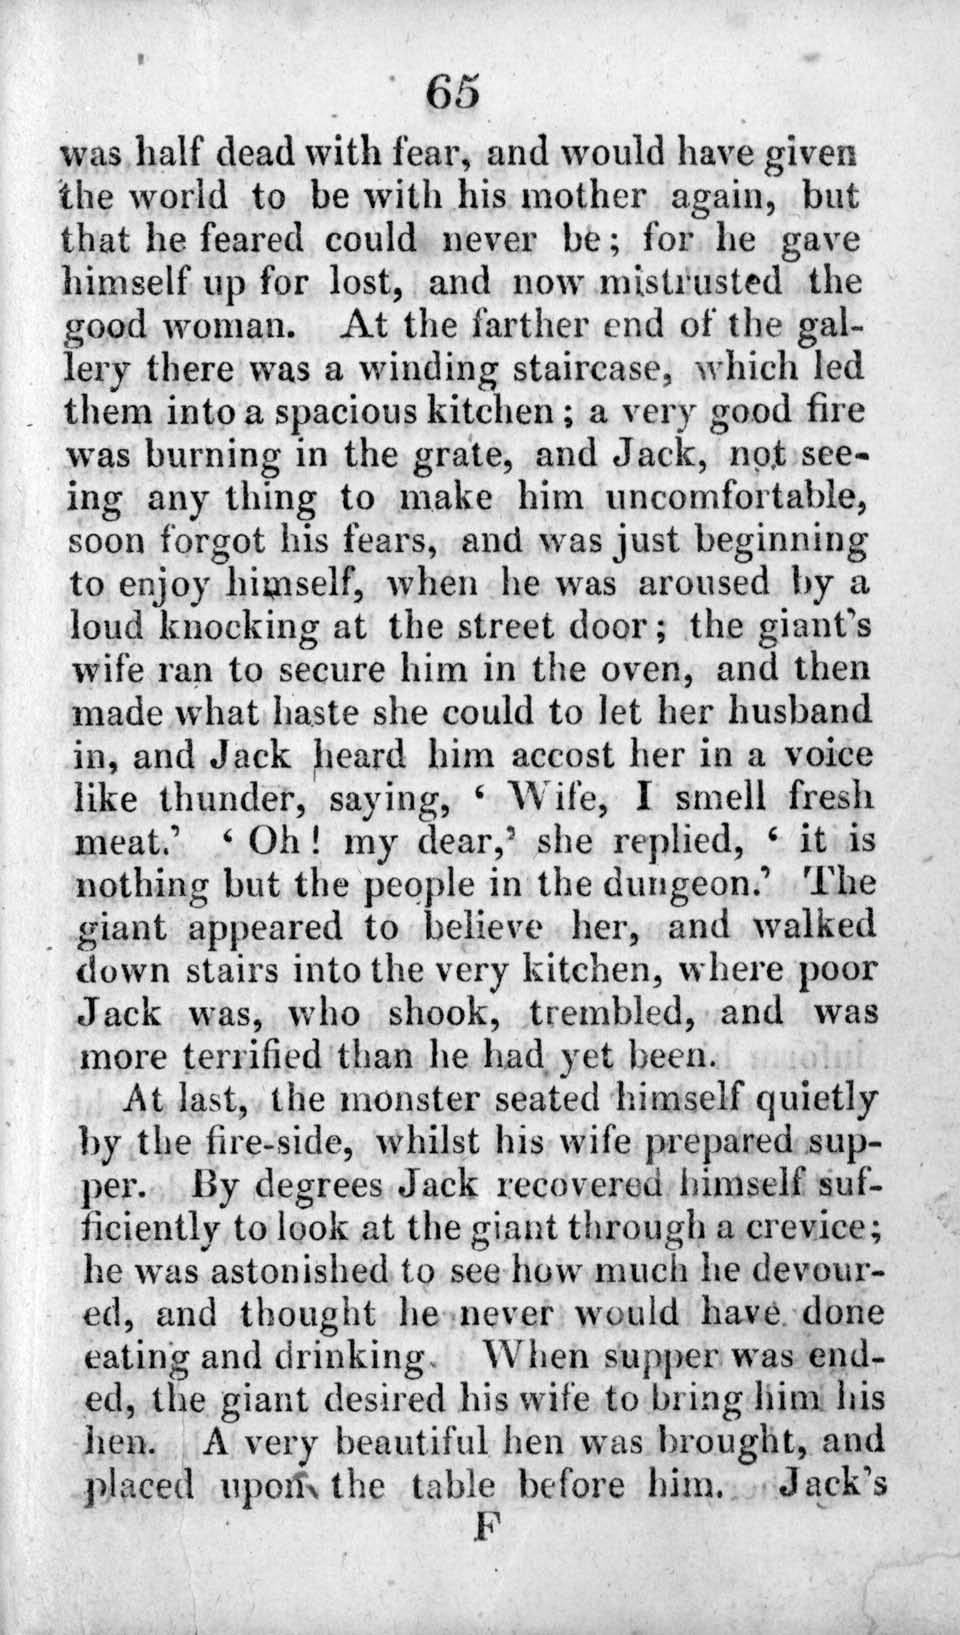 65
was half dead with fear, and would have given
the world to be with his mother again, but
that he feared could never be; for he gave
himself up for lost, and now mistrusted the
good woman. At the farther end of the gal-
lery there was a winding staircase, which led
them into a spacious kitchen; a very good fire
was burning in the grate, and Jack, not see-
ing any thing to make him uncomfortable,
soon forgot his fears, and was just beginning
to enjoy himself, when he was aroused by a
loud knocking at the street door; the giant's
wife ran to secure him in the oven, and then
made what haste she could to let her husband
in, and Jack heard him accost her in a voice
like thunder, saying, ‘ Wife, I smell fresh
meat.’ ‘ Oh! my dear,’ she replied, ‘ it is
nothing but the people in the dungeon.’ The
giant appeared to believe her, and walked
down stairs into the very kitchen, where poor
Jack was, who shook, trembled, and was
more terrified than he had yet been.
At last, the monster seated himself quietly
by the fire-side, whilst his wife prepared sup-
per. By degrees Jack recovered himself suf-
ficiently to look at the giant through a crevice;
he was astonished to see how much he devour-
ed, and thought he never would have done
eating and drinking. When supper was end-
ed, the giant desired his wife to bring him his
hen. A very beautiful hen was brought, and
placed upon the table before him. Jack's
F